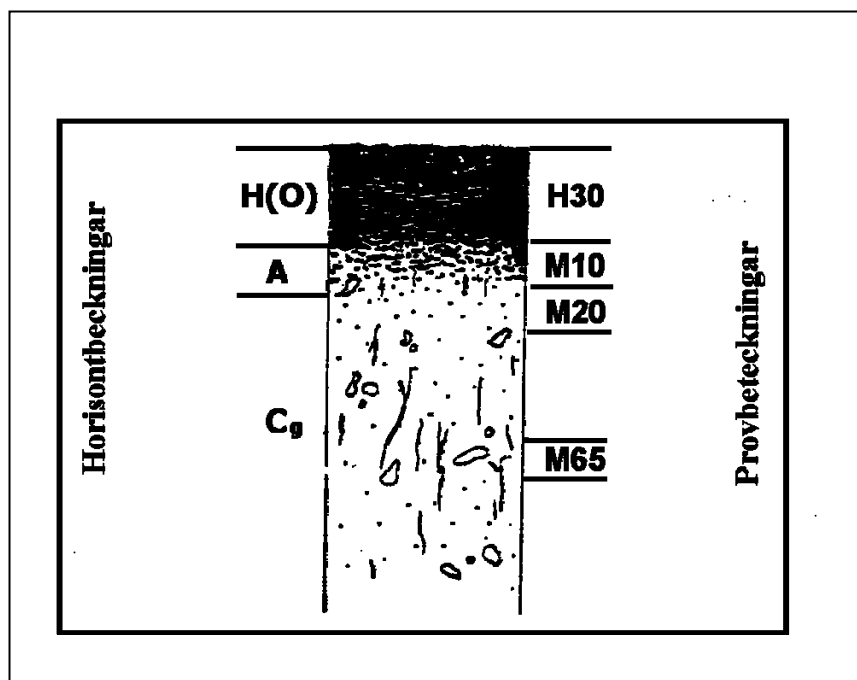 Horisontbeckningar
H(O)
A
Cg
H30
M10
M20
M65
Provbeteckningar